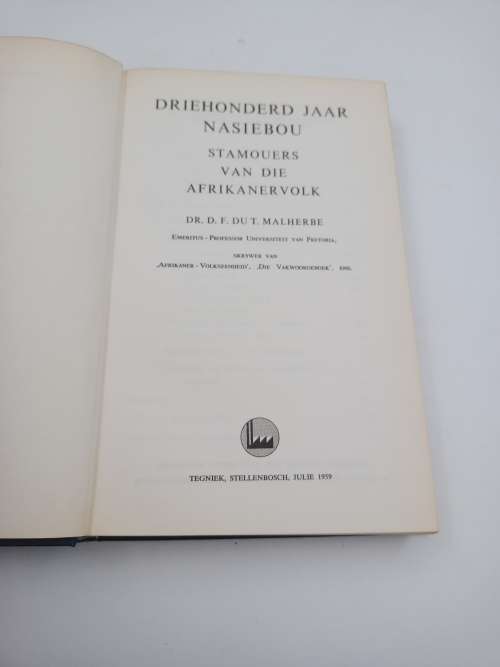 DRIEHONDERD JAAR
NASIEBOU
STAMOUERS
VAN DIE
AFRIKANERVOLK
DR. D. F. DU T. MALHERBE
Emeritus-Professor Universiteit van Pretoria,
SKRYWER VAN
‚Afrikaner-Volkseenheid’, ‚Die Vakwoordeboek’, ens.
TEGNIEK, STELLENBOSCH, JULIE 1959